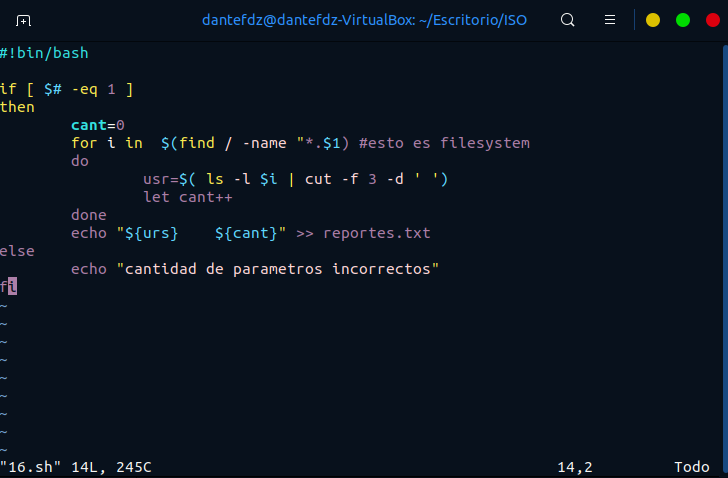 dantefdz@dantefdz-VirtualBox: ~/Escritorio/ISO
#!bin/bash

if [ $# -eq 1 ]
then
        cant=0
        for i in  $(find / -name "*.$1) #esto es filesystem
        do
                usr=$( ls -l $i | cut -f 3 -d ' ')
                let cant++
        done
        echo "${urs}    ${cant}" >> reportes.txt
else
        echo "cantidad de parametros incorrectos"
fi
~
~
~
~
~
~
~
~
~
"16.sh" 14L, 245C                                     14,2         Todo